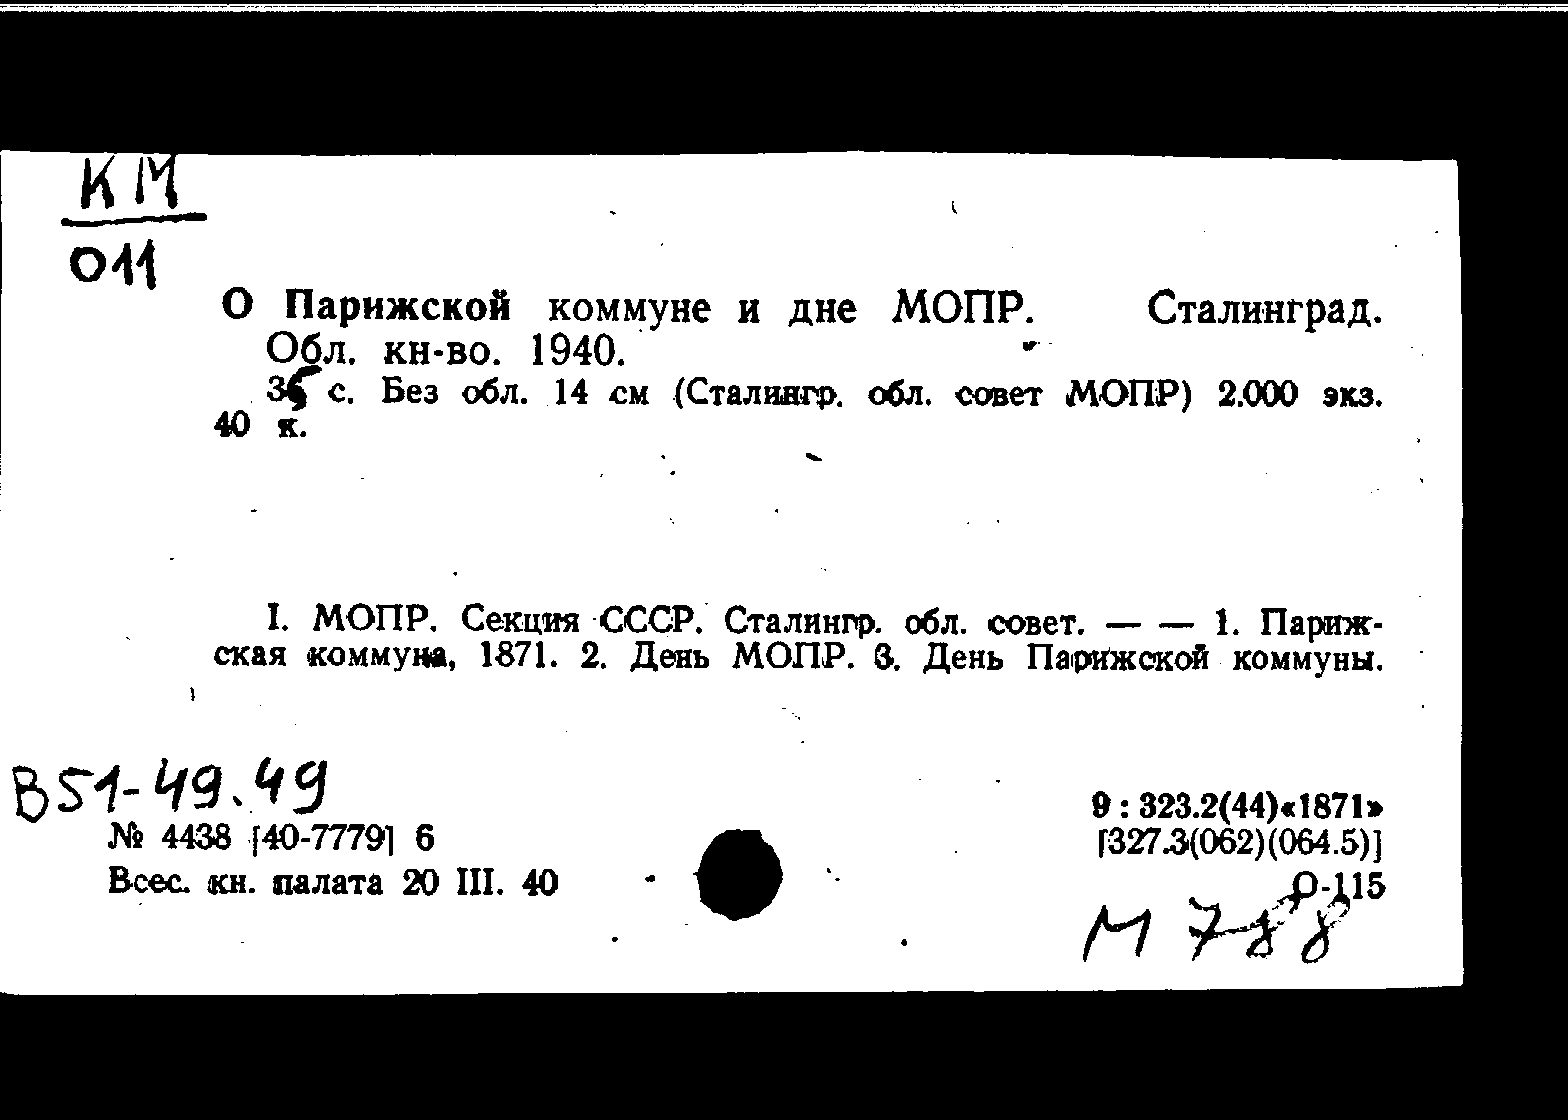 КМ
011
О Парижской коммуне и дне МОПР. Сталинград.
Обл. кн-во. 1940.
35 с. Без обл. 14 см (Сталингр. обл. совет МОПР) 2.000 экз.
40 к.
I. МОПР. Секция СССР. Сталингр. обл. совет. — — 1. Париж-
ская коммуна, 1871. 2. День МОПР. 3. День Парижской коммуны.
В51-49.49
№ 4438 [40-7779] 6
Всес. кн. палата 20 III. 40
9 : 323.2(44)«1871»
[327.3(062)(064.5)]
О-115
М 788